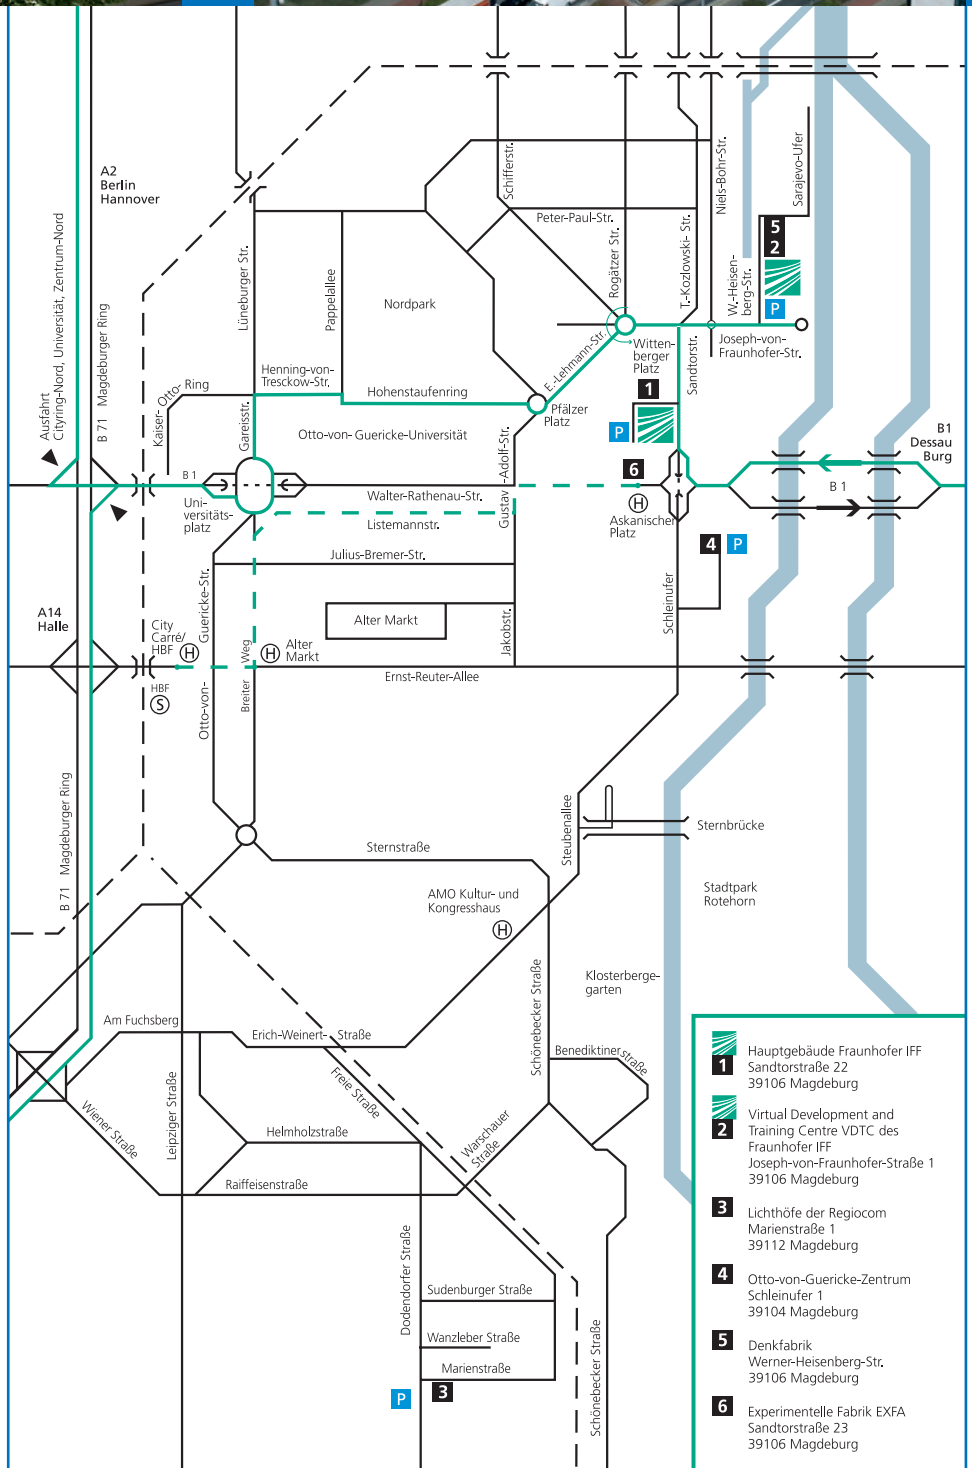 A2
Berlin
Hannover
Ausfahrt
Cityring-Nord, Universität, Zentrum-Nord
B 71   Magdeburger Ring
Lüneburger Str.
Pappelallee
Nordpark
Schifferstr.
Peter-Paul-Str.
Rogätzer Str.
T.-Kozlowski- Str.
Niels-Bohr-Str.
Sarajevo-Ufer
W.-Heisen-
berg-Str.
5
2
P
Joseph-von-
Fraunhofer-Str.
Witten-
berger
Platz
Sandtorstr.
E.-Lehmann-Str.
Pfälzer
Platz
1
P
6
Kaiser- Otto- Ring
Henning-von-
Tresckow-Str.
Hohenstaufenring
Gareisstr.
Otto-von- Guericke-Universität
B 1
Uni-
versitäts-
platz
Walter-Rathenau-Str.
Gustav -Adolf-Str.
Listemannstr.
H
Askanischer
Platz
B1
Dessau
Burg
B 1
4
P
Julius-Bremer-Str.
Otto-von- Guericke-Str.
Alter Markt
Jakobstr.
Schleinufer
A14
Halle
City
Carré/
HBF
H
HBF
S
H
Alter
Markt
Breiter Weg
Ernst-Reuter-Allee
B 71   Magdeburger Ring
Sternstraße
Steubenallee
Sternbrücke
Stadtpark
Rotehorn
AMO Kultur- und
Kongresshaus
H
Klosterberge-
garten
Schönebecker Straße
Am Fuchsberg
Erich-Weinert- Straße
Benediktinerstraße
Freie Straße
Leipziger Straße
Wiener Straße
Helmholzstraße
Warschauer
Straße
Raiffeisenstraße
Dodendorfer Straße
Sudenburger Straße
Wanzleber Straße
Marienstraße
P
3
Schönebecker Straße
1
Hauptgebäude Fraunhofer IFF
Sandtorstraße 22
39106 Magdeburg
2
Virtual Development and
Training Centre VDTC des
Fraunhofer IFF
Joseph-von-Fraunhofer-Straße 1
39106 Magdeburg
3
Lichthöfe der Regiocom
Marienstraße 1
39112 Magdeburg
4
Otto-von-Guericke-Zentrum
Schleinufer 1
39104 Magdeburg
5
Denkfabrik
Werner-Heisenberg-Str.
39106 Magdeburg
6
Experimentelle Fabrik EXFA
Sandtorstraße 23
39106 Magdeburg